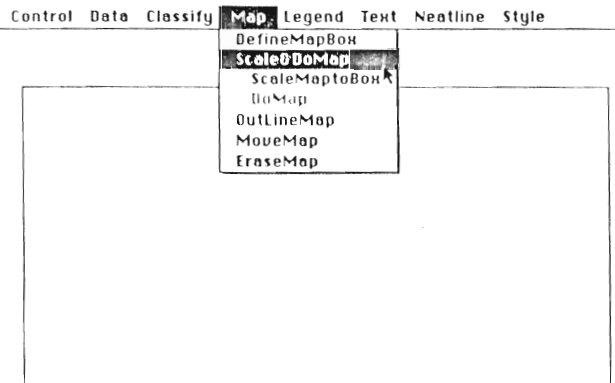 Control Data Classify Map Legend Text Neatline Style
DefineMapBox
Scale&DoMap
ScaleMaptoBox
DoMap
OutLineMap
MoveMap
EraseMap